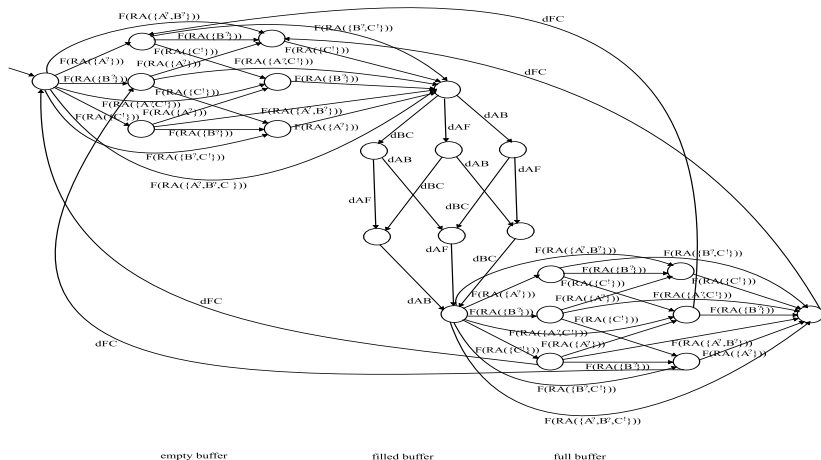 F(RA({A?,B?}))
dFC
F(RA({B?}))
F(RA({B?,C!}))
F(RA({C!}))
F(RA({C!}))
F(RA({A?}))
F(RA({A?}))
F(RA({A?,C!}))
dFC
F(RA({B?}))
F(RA({B?}))
F(RA({C!}))
F(RA({A?,C!}))
F(RA({A?}))
F(RA({A?,B?}))
F(RA({C!}))
dAB
F(RA({B?}))
F(RA({A?}))
dAF
dBC
F(RA({B?,C!}))
dAB
dAB
dAF
F(RA({A?,B?,C }))
dBC
dAF
dBC
dAF
F(RA({A?,B?}))
F(RA({B?,C!}))
dBC
F(RA({B?}))
F(RA({C!}))
F(RA({A?}))
F(RA({A?,C!}))
dAB
dFC
F(RA({A?}))
F(RA({B?}))
F(RA({B?}))
F(RA({C!}))
F(RA({A?,C!}))
dFC
F(RA({A?}))
F(RA({A?,B?}))
F(RA({C!}))
F(RA({A?}))
F(RA({B?}))
F(RA({B?,C!}))
F(RA({A?,B?,C!}))
empty buffer
filled buffer
full buffer